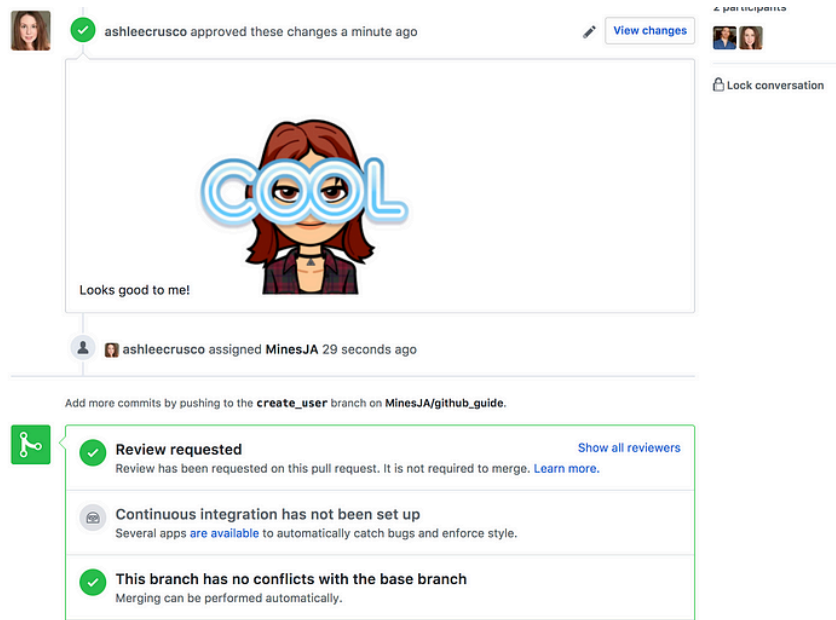 2 participants
ashleecrusco approved these changes a minute ago
View changes
Lock conversation
COOL
Looks good to me!
ashleecrusco assigned MinesJA 29 seconds ago
Add more commits by pushing to the create_user branch on MinesJA/github_guide.
Review requested
Show all reviewers
Review has been requested on this pull request. It is not required to merge. Learn more.
Continuous integration has not been set up
Several apps are available to automatically catch bugs and enforce style.
This branch has no conflicts with the base branch
Merging can be performed automatically.